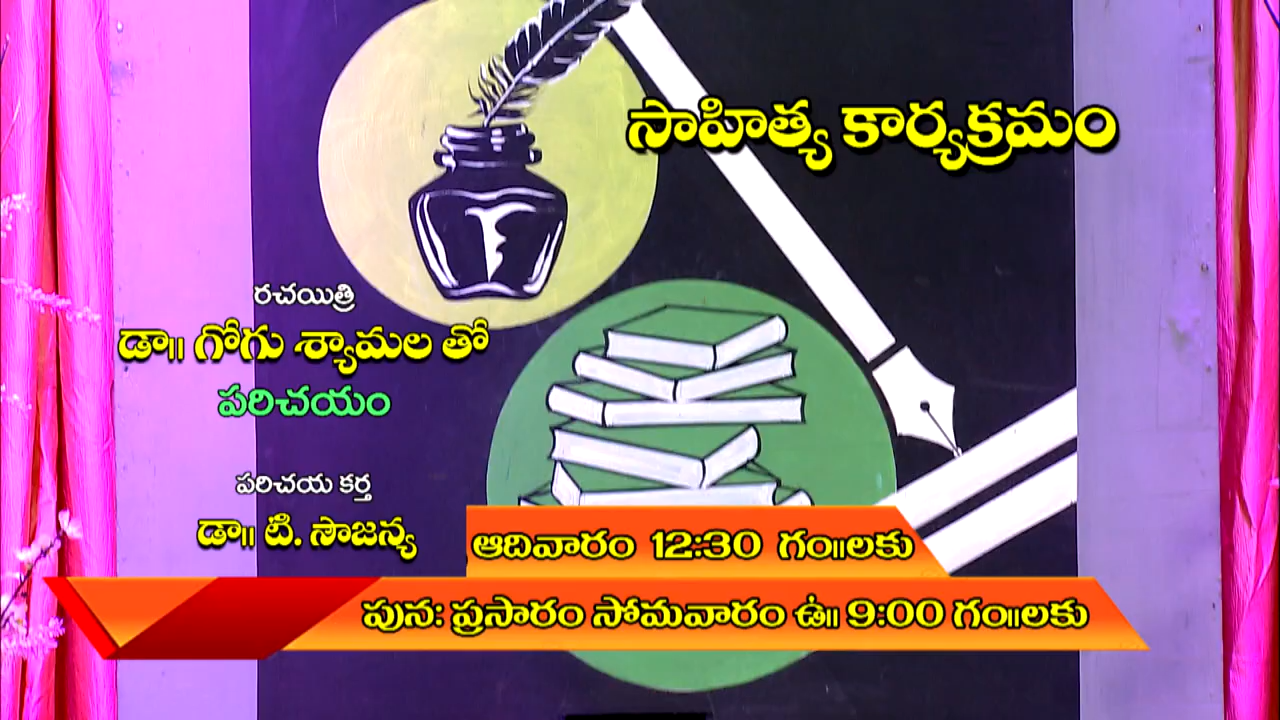 సాహిత్య కార్యక్రమం
రచయిత్రి
డా॥ గోగు శ్యామల తో
పరిచయం
పరిచయ కర్త
డా॥ టి. సౌజన్య
ఆదివారం 12:30 గం॥లకు
పున: ప్రసారం సోమవారం ఉ॥ 9:00 గం॥లకు